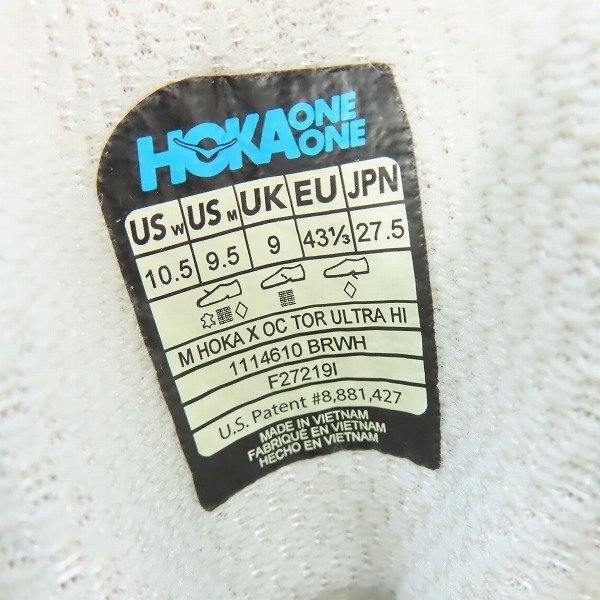 HOKA ONE ONE
US W US M UK EU JPN
10.5 9.5 9 43⅓ 27.5
M HOKA X OC TOR ULTRA HI
1114610 BRWH
F27219I
U.S. Patent #8,881,427
MADE IN VIETNAM
FABRIQUÉ EN VIETNAM
HECHO EN VIETNAM